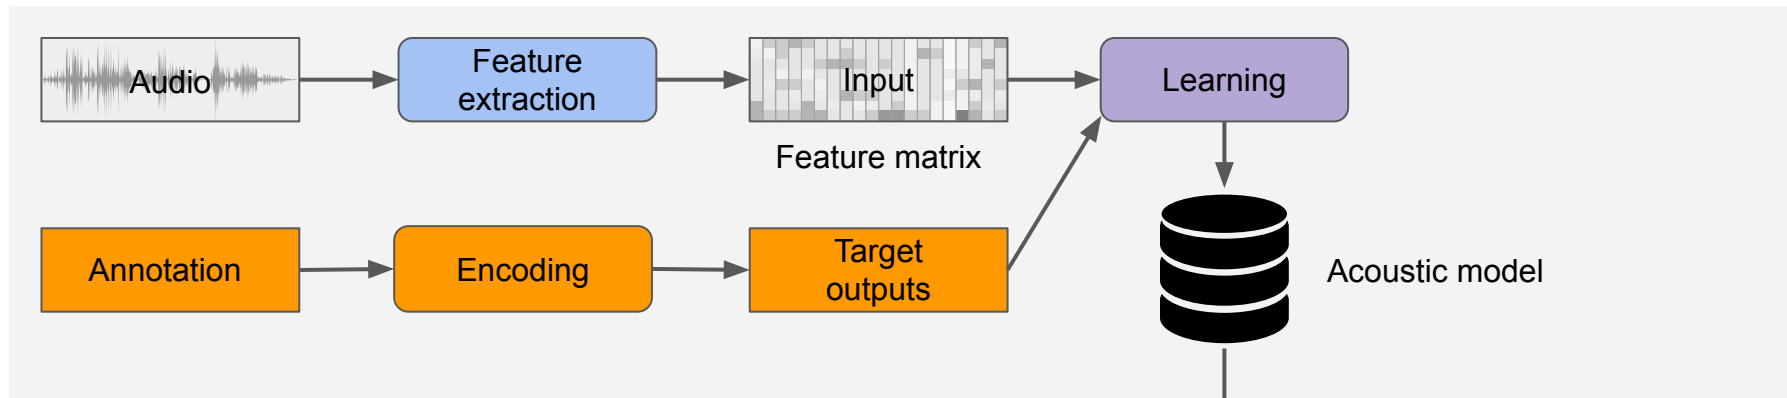 Audio
Feature
extraction
Input
Learning
Feature matrix
Annotation
Encoding
Target
outputs
Acoustic model